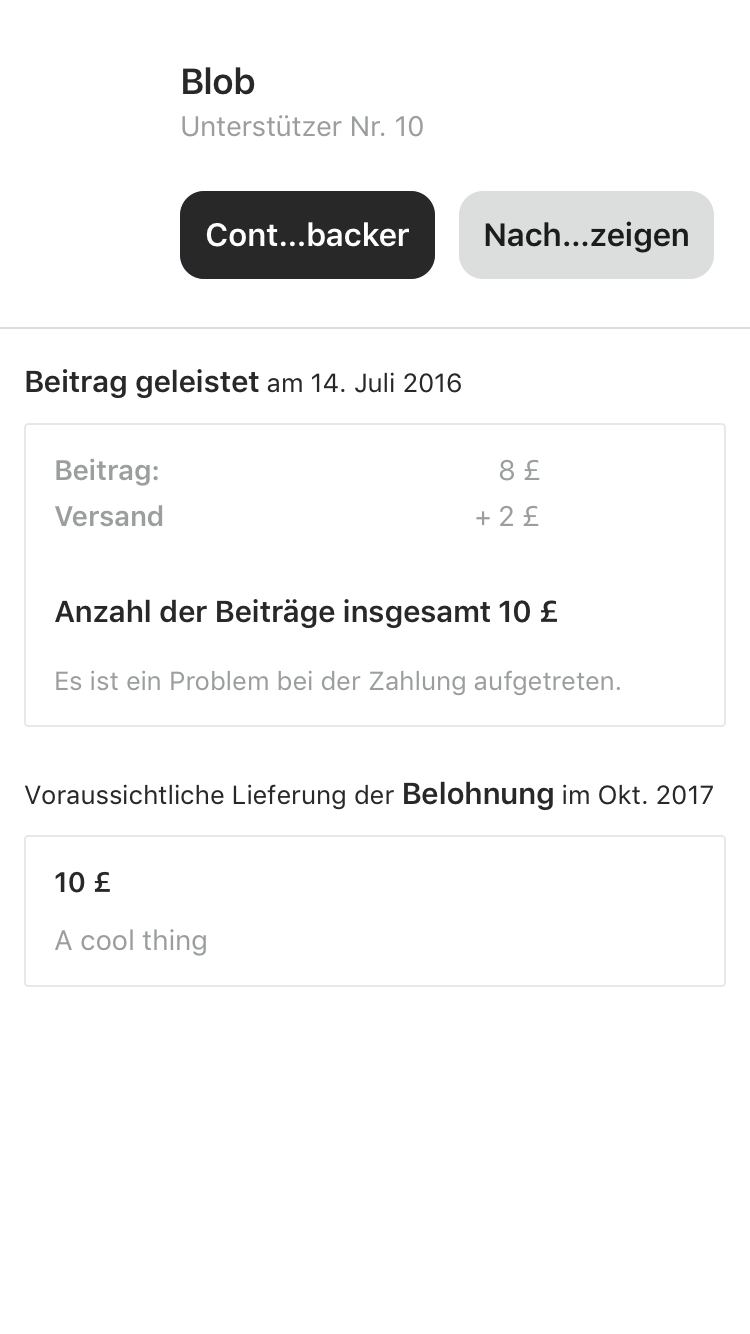 Blob
Unterstützer Nr. 10
Cont...backer Nach...zeigen
Beitrag geleistet am 14. Juli 2016
Beitrag: 8 £
Versand + 2 £
Anzahl der Beiträge insgesamt 10 £
Es ist ein Problem bei der Zahlung aufgetreten.
Voraussichtliche Lieferung der Belohnung im Okt. 2017
10 £
A cool thing